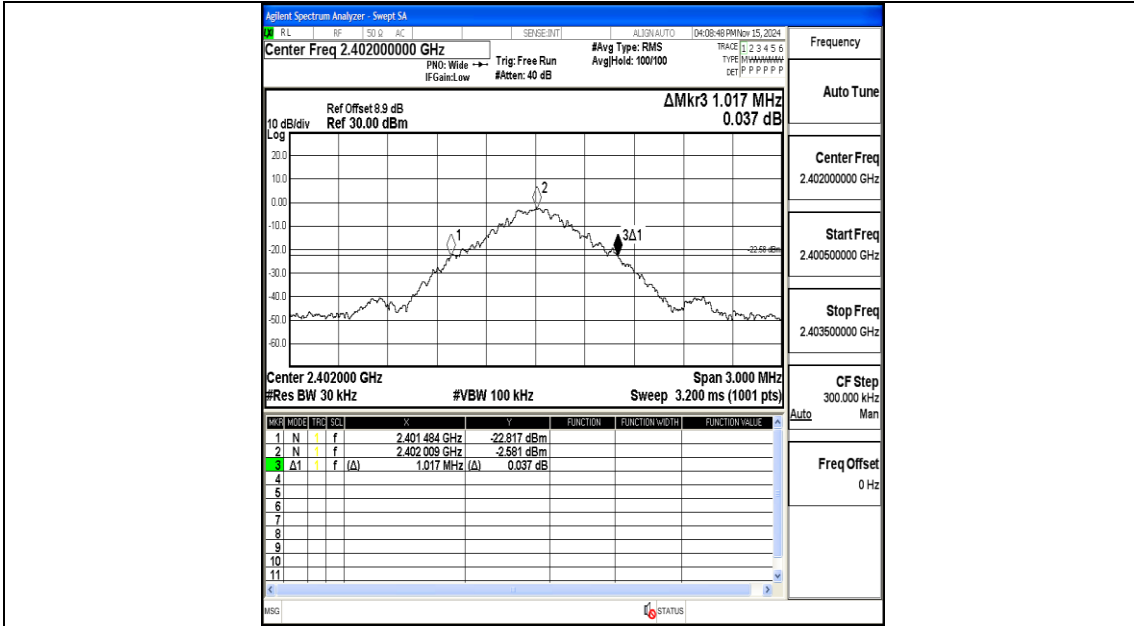 Agilent Spectrum Analyzer - Swept SA
RL RF 50 Ω AC SENSE:INT ALIGN AUTO 04:08:48 PM Nov 15, 2024
Center Freq 2.402000000 GHz #Avg Type: RMS TRACE 1 2 3 4 5 6
PNO: Wide Trig: Free Run Avg|Hold: 100/100 TYPE M WWWWW
IFGain:Low #Atten: 40 dB DET P P P P P P
Frequency
Auto Tune
Center Freq
2.402000000 GHz
Start Freq
2.400500000 GHz
Stop Freq
2.403500000 GHz
CF Step
300.000 kHz
Auto Man
Freq Offset
0 Hz
ΔMkr3 1.017 MHz
0.037 dB
Ref Offset 8.9 dB
10 dB/div Ref 30.00 dBm
Log
20.0
10.0
0.00
-10.0
-20.0
-30.0
-40.0
-50.0
-60.0
2
1
3Δ1
-22.58 dBm
Center 2.402000 GHz Span 3.000 MHz
#Res BW 30 kHz #VBW 100 kHz Sweep 3.200 ms (1001 pts)
MKR MODE TRC SCL X Y FUNCTION FUNCTION WIDTH FUNCTION VALUE
1 N 1 f 2.401 484 GHz -22.817 dBm
2 N 1 f 2.402 009 GHz -2.581 dBm
3 Δ1 1 f (Δ) 1.017 MHz (Δ) 0.037 dB
4
5
6
7
8
9
10
11
MSG STATUS